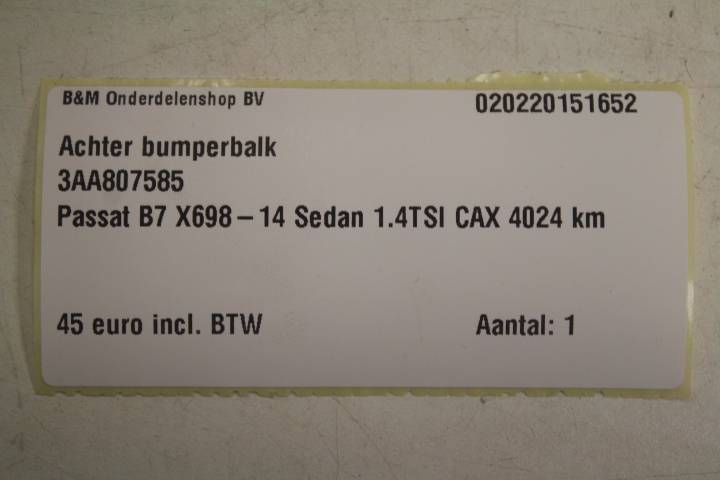 B&M Onderdelenshop BV 020220151652
Achter bumperbalk
3AA807585
Passat B7 X698 – 14 Sedan 1.4TSI CAX 4024 km
45 euro incl. BTW Aantal: 1